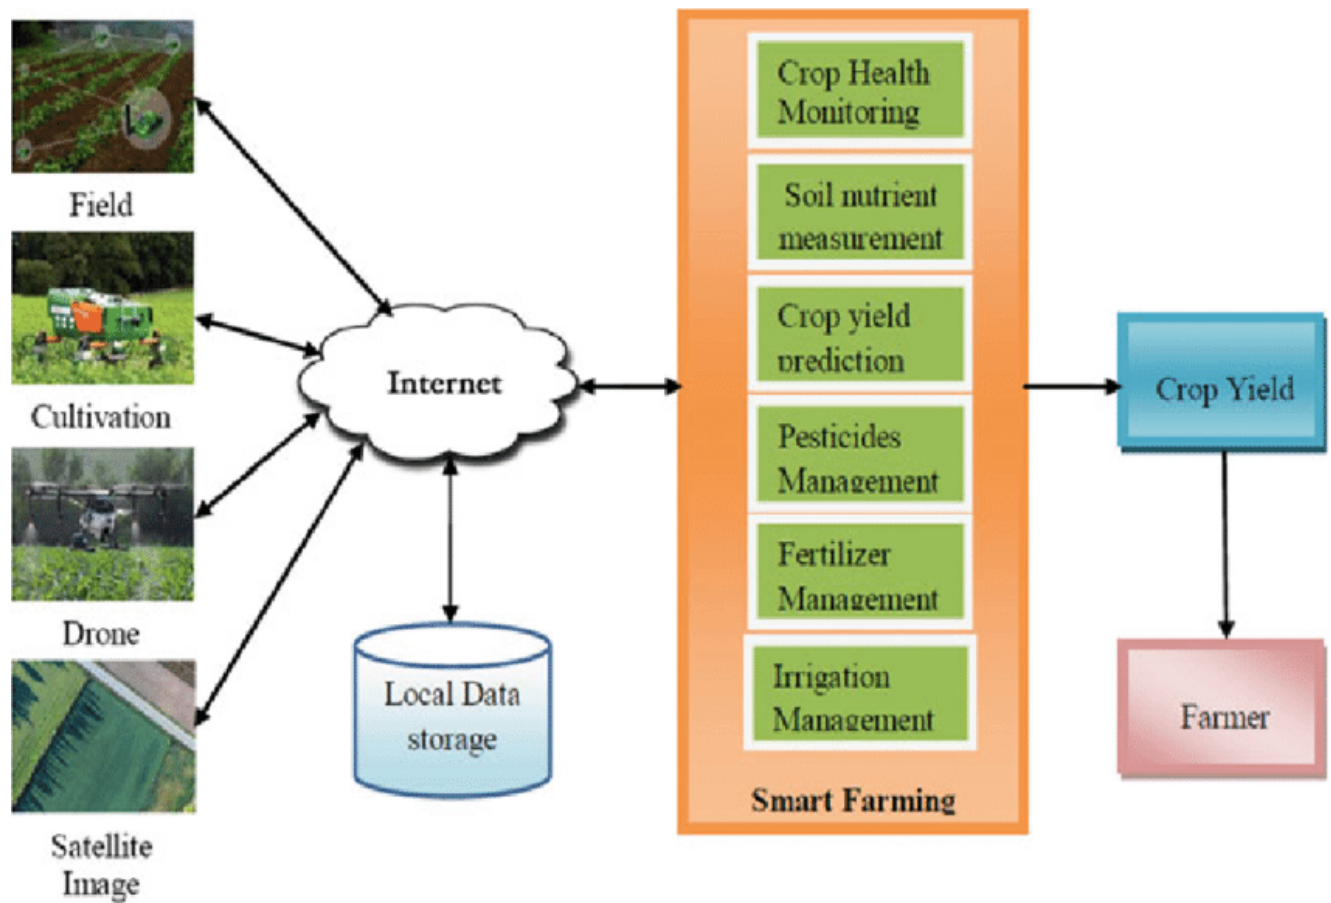 Field
Cultivation
Drone
Satellite
Image
Internet
Local Data
storage
Crop Health
Monitoring
Soil nutrient
measurement
Crop yield
prediction
Pesticides
Management
Fertilizer
Management
Irrigation
Management
Smart Farming
Crop Yield
Farmer